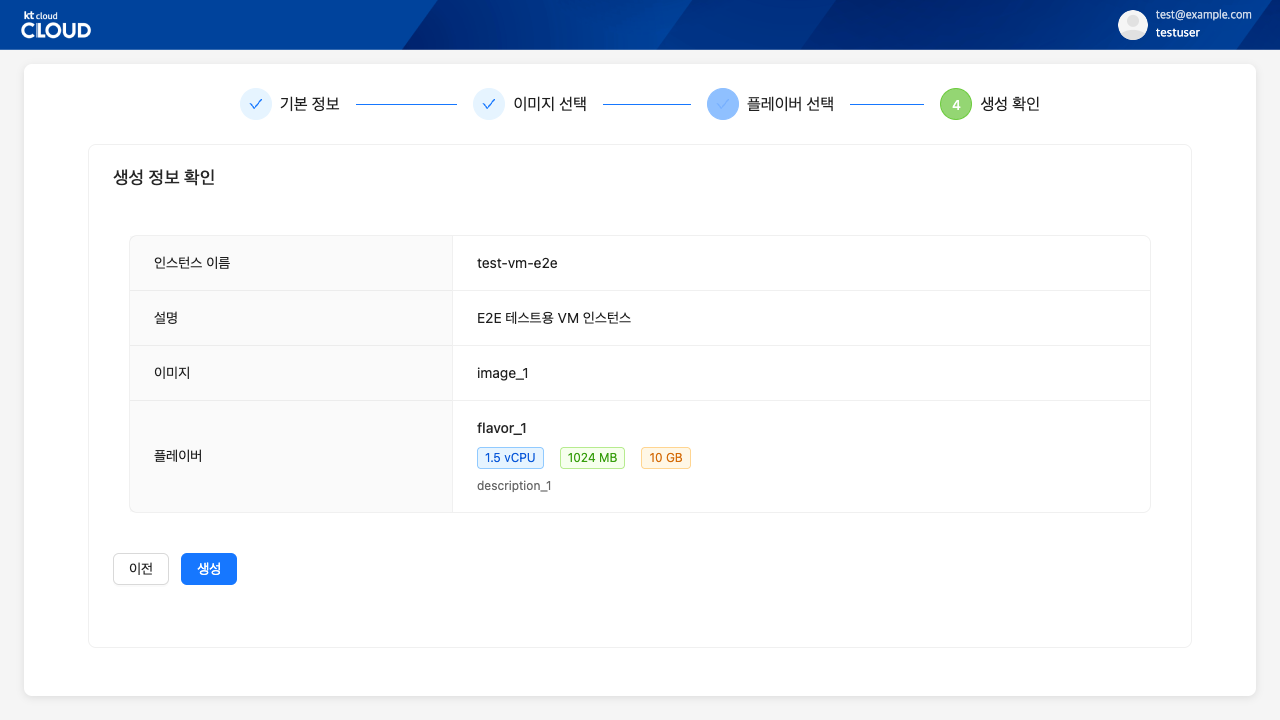 kt cloud
CLOUD
test@example.com
testuser
기본 정보
이미지 선택
플레이버 선택
4 생성 확인
생성 정보 확인
인스턴스 이름 test-vm-e2e
설명 E2E 테스트용 VM 인스턴스
이미지 image_1
플레이버
flavor_1
1.5 vCPU 1024 MB 10 GB
description_1
이전 생성